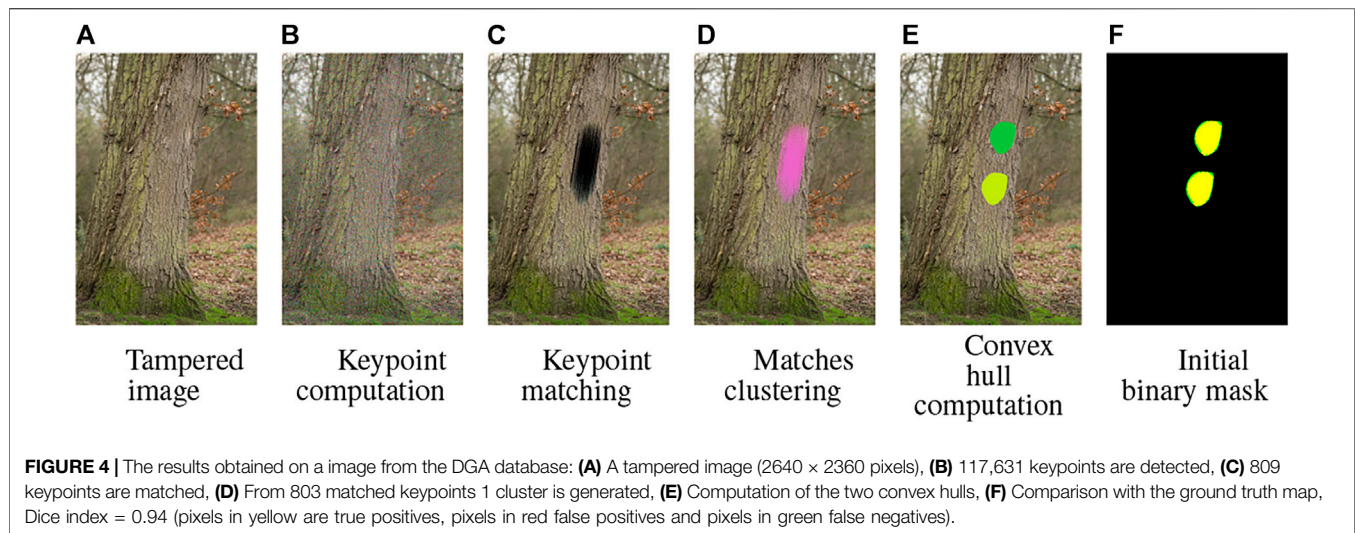 A B C D E F
Tampered image
Keypoint computation
Keypoint matching
Matches clustering
Convex hull computation
Initial binary mask
FIGURE 4 | The results obtained on a image from the DGA database: (A) A tampered image (2640 × 2360 pixels), (B) 117,631 keypoints are detected, (C) 809
keypoints are matched, (D) From 803 matched keypoints 1 cluster is generated, (E) Computation of the two convex hulls, (F) Comparison with the ground truth map,
Dice index = 0.94 (pixels in yellow are true positives, pixels in red false positives and pixels in green false negatives).